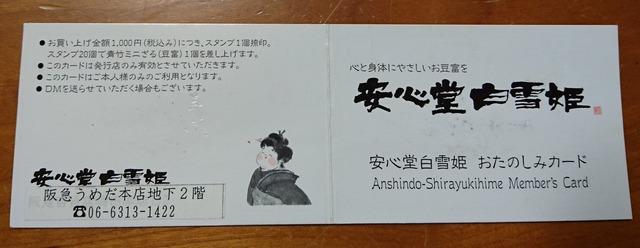 ● お買い上げ金額1,000円(税込み)につき、スタンプ1個捺印。
スタンプ20個で青竹ミニざる(豆富)1個を差し上げます。
● このカードは発行店のみ有効とさせていただきます。
● このカードはご本人様のみのご利用となります。
● DMを送らせていただく場合もございます。
安心堂白雪姫
阪急うめだ本店地下2階
☎06-6313-1422
心と身体にやさしいお豆富を
安心堂白雪姫
安心堂白雪姫 おたのしみカード
Anshindo-Shirayukihime Member's Card